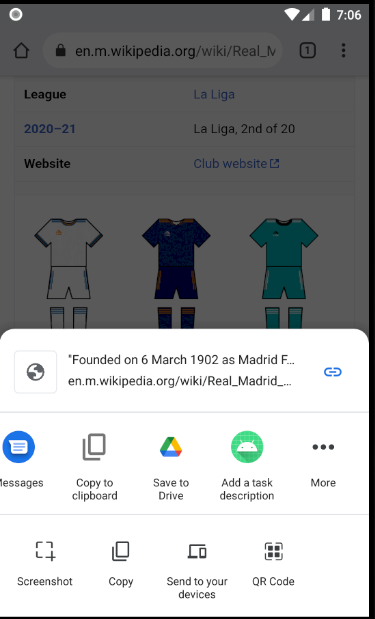 7:06
en.m.wikipedia.org/wiki/Real_M
1
League La Liga
2020–21 La Liga, 2nd of 20
Website Club website
"Founded on 6 March 1902 as Madrid F...
en.m.wikipedia.org/wiki/Real_Madrid_...
Messages
Copy to
clipboard
Save to
Drive
Add a task
description
More
Screenshot
Copy
Send to your
devices
QR Code